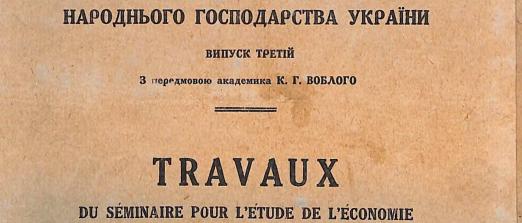 НАРОДНЬОГО ГОСПОДАРСТВА УКРАЇНИ
ВИПУСК ТРЕТІЙ
З передмовою академика К. Г. ВОБЛОГО
TRAVAUX
DU SÉMINAIRE POUR L'ÉTUDE DE L'ÉCONOMIE